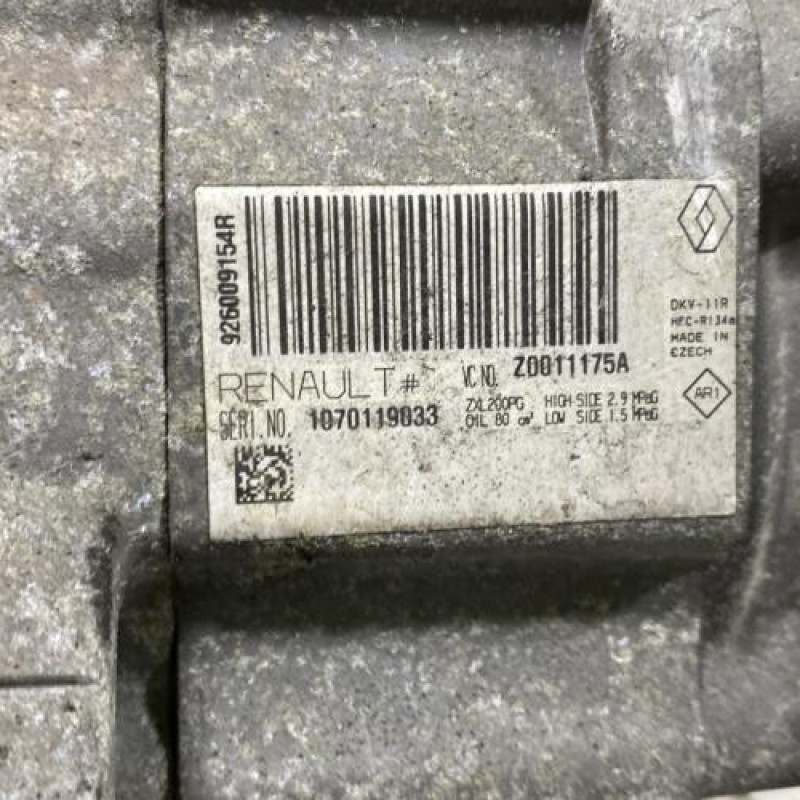 926009154R
DKV-11R
HFC-R134a
MADE IN
CZECH
RENAULT #
VC NO. Z0011175A
SERI.NO. 1070119033
ZXL200PG HIGH SIDE 2.9 MPaG
OIL 80 cm³ LOW SIDE 1.5 MPaG
AR1